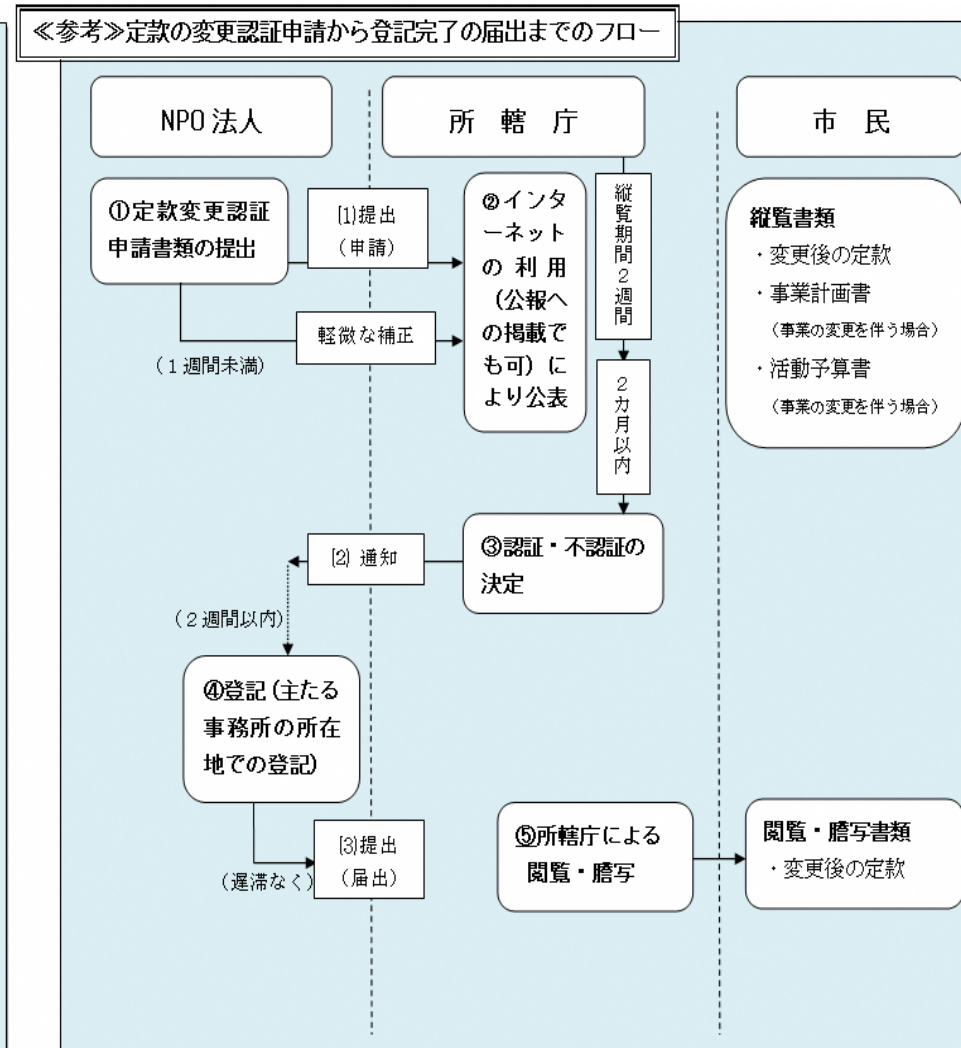 ≪参考≫定款の変更認証申請から登記完了の届出までのフロー
NPO 法人
所 轄 庁
市 民
①定款変更認証
申請書類の提出
[1)提出
(申請)
軽微な補正
(1週間未満)
②インタ
ーネット
の利用
(公報へ
の掲載で
も可)に
より公表
縦覧期間2週間
2カ月以内
縦覧書類
・変更後の定款
・事業計画書
(事業の変更を伴う場合)
・活動予算書
(事業の変更を伴う場合)
③認証・不認証の
決定
[2) 通知
(2週間以内)
④登記(主たる
事務所の所在
地での登記)
[3)提出
(届出)
(遅滞なく)
⑤所轄庁による
閲覧・謄写
閲覧・謄写書類
・変更後の定款